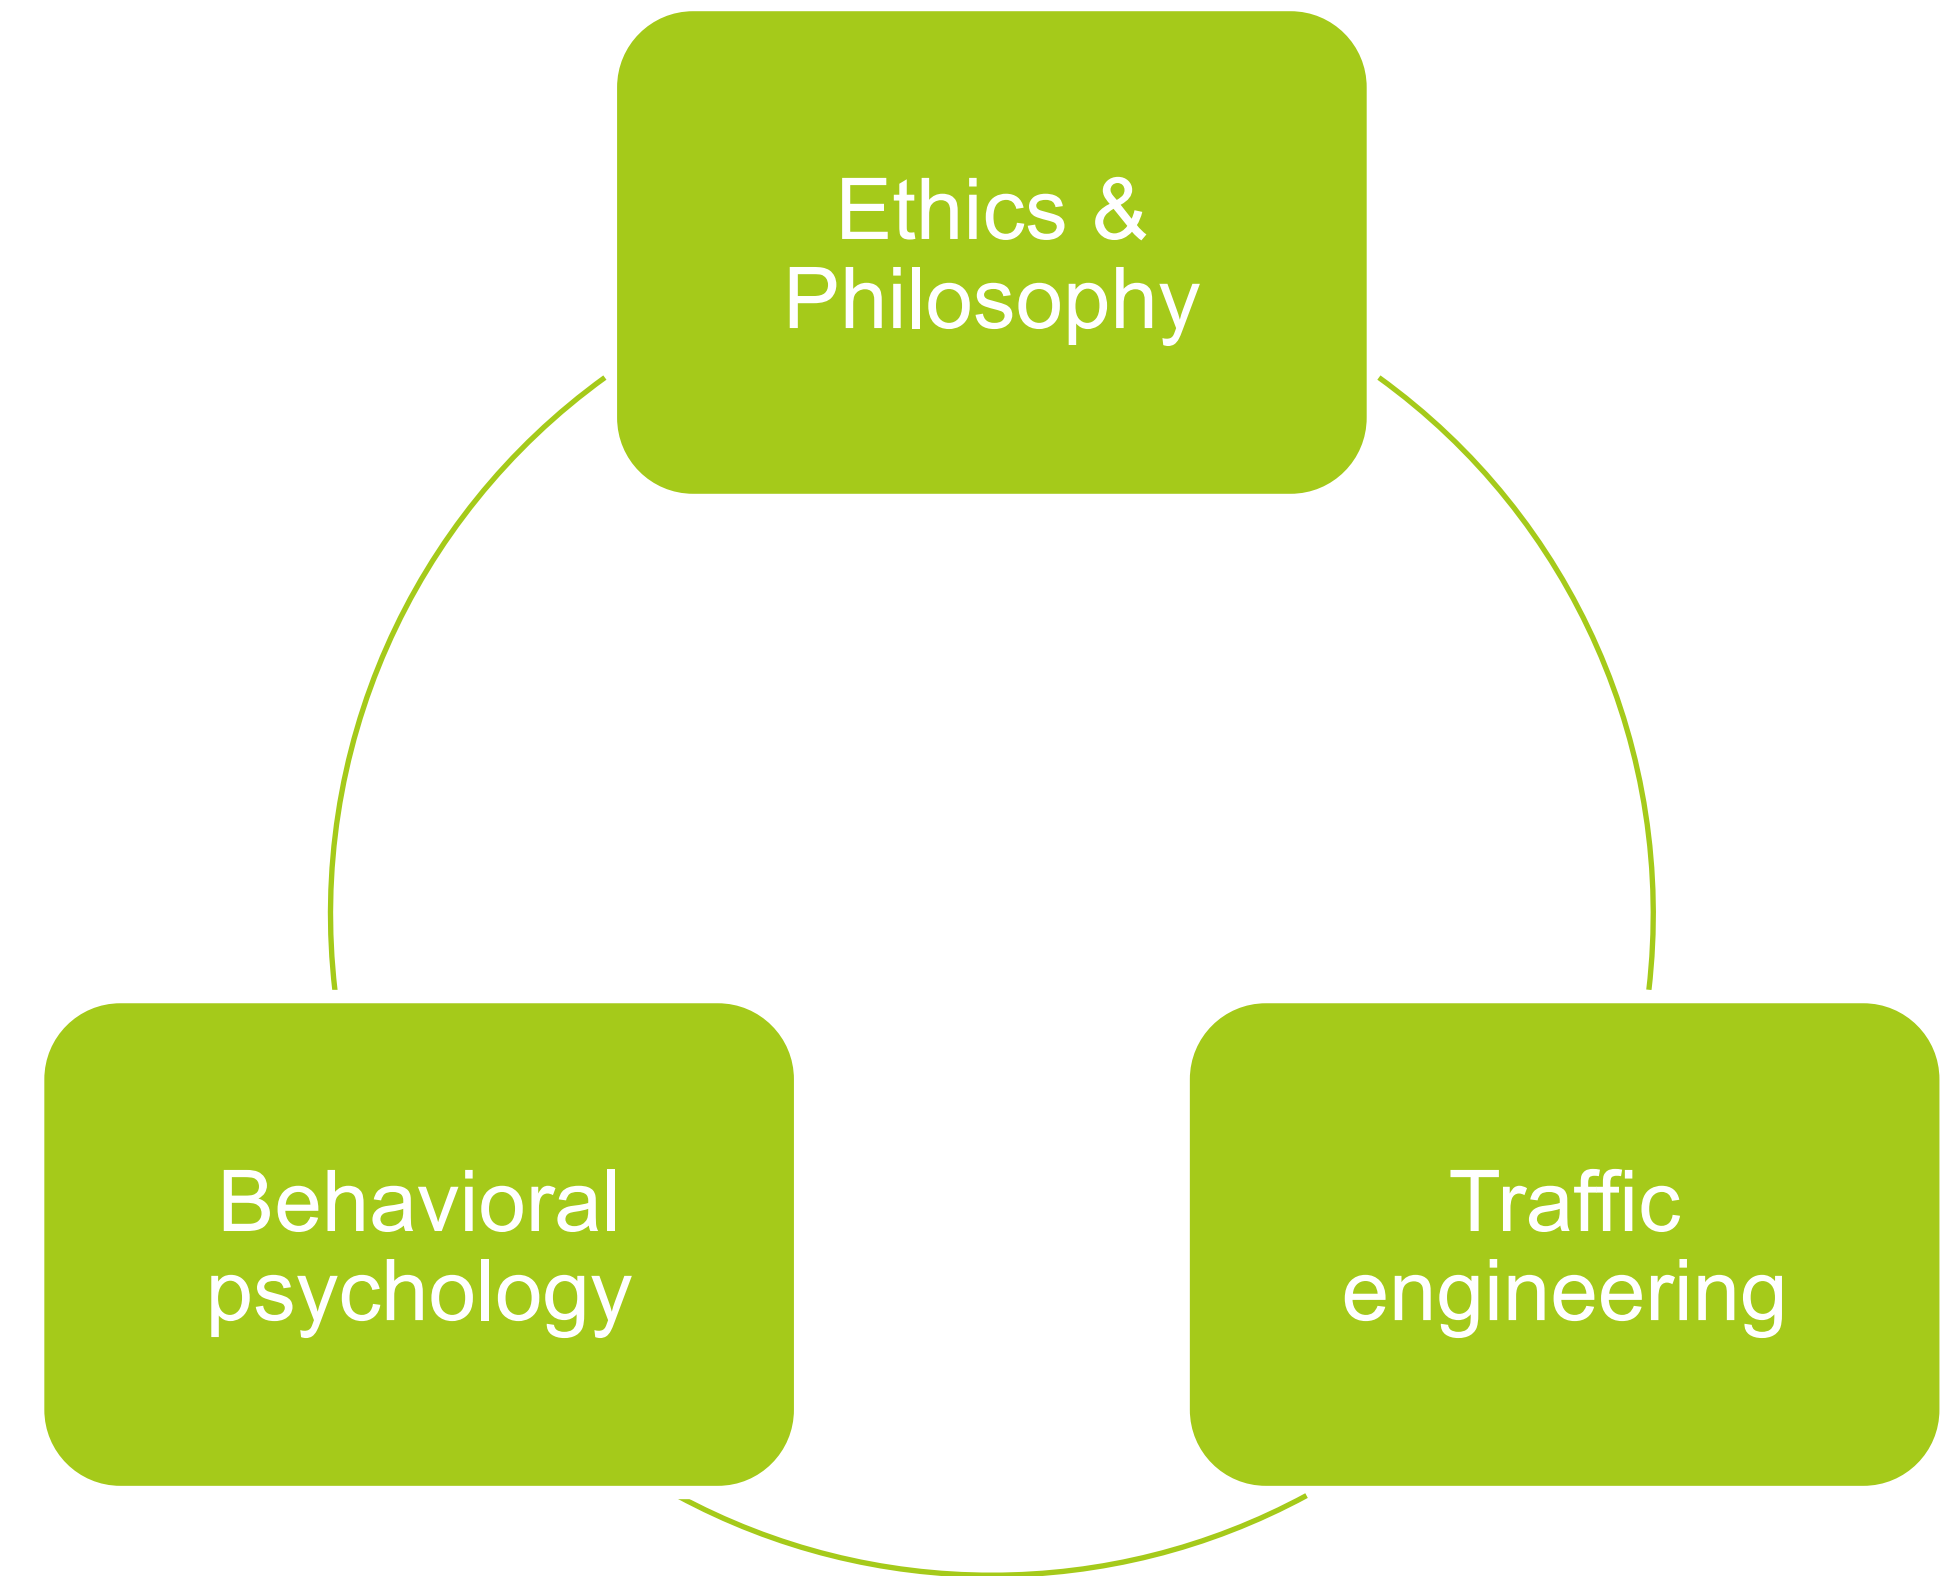 Ethics &
Philosophy
Behavioral
psychology
Traffic
engineering